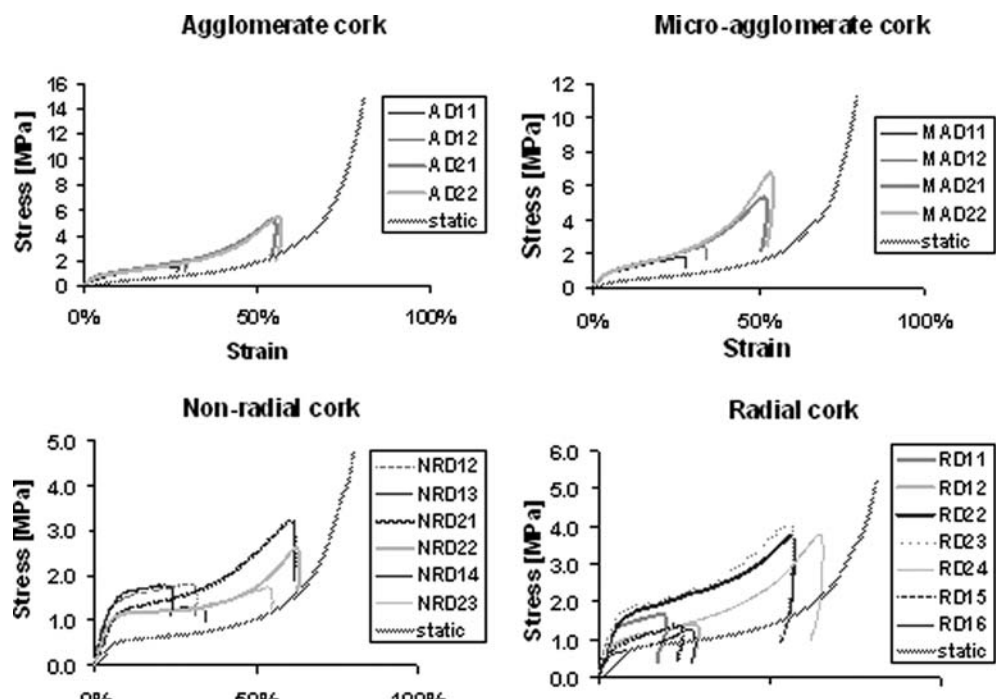 Agglomerate cork
Stress [MPa]
16
14
12
10
8
6
4
2
0
0%
50%
100%
Strain
AD11
AD12
AD21
AD22
static
Micro-agglomerate cork
Stress [MPa]
12
10
8
6
4
2
0
0%
50%
100%
Strain
MAD11
MAD12
MAD21
MAD22
static
Non-radial cork
Stress [MPa]
5.0
4.0
3.0
2.0
1.0
0.0
0%
50%
100%
NRD12
NRD13
NRD21
NRD22
NRD14
NRD23
static
Radial cork
Stress [MPa]
6.0
5.0
4.0
3.0
2.0
1.0
0.0
RD11
RD12
RD22
RD23
RD24
RD15
RD16
static